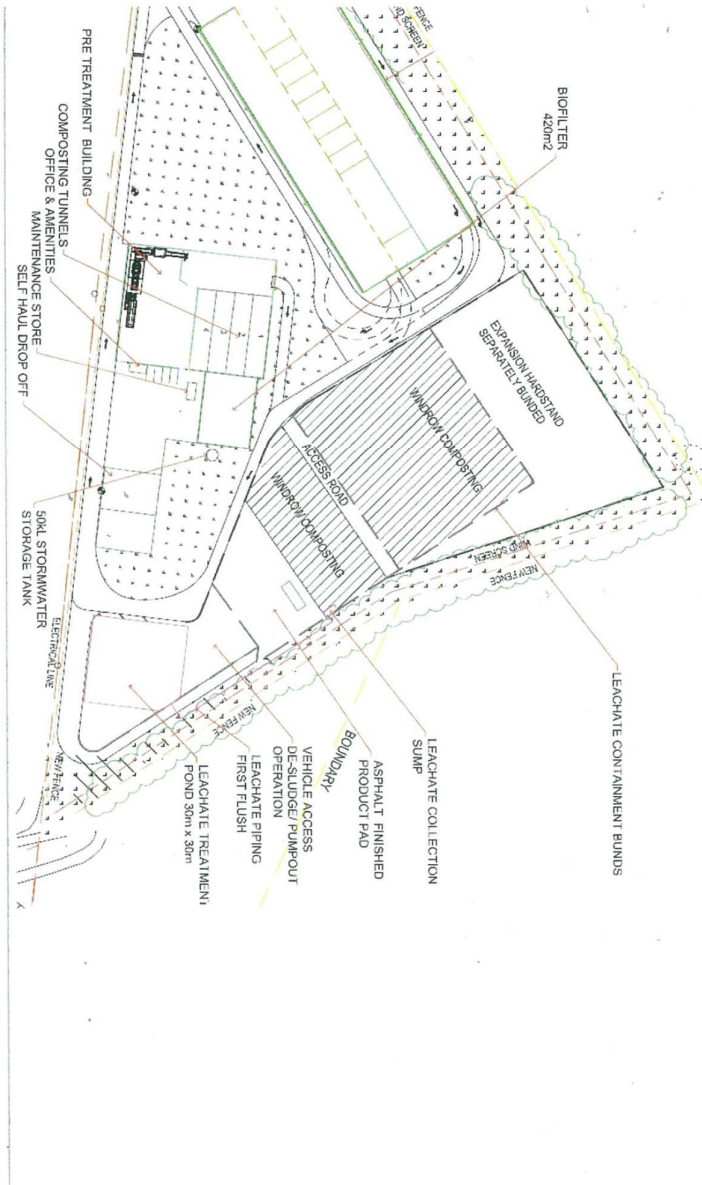 FENCE
ND SCREEN
BIOFILTER
420m2
PRE TREATMENT BUILDING
COMPOSTING TUNNELS
OFFICE & AMENITIES
MAINTENANCE STORE
SELF HAUL DROP OFF
50KL STORMWATER
STORAGE TANK
ELECTRICAL LINE
NEW FENCE
EXPANSION HARDSTAND
SEPARATELY BUNDED
WINDROW COMPOSTING
ACCESS ROAD
WINDROW COMPOSTING
WIND SCREEN
NEW FENCE
NEW FENCE
BOUNDARY
LEACHATE CONTAINMENT BUNDS
LEACHATE COLLECTION
SUMP
ASPHALT FINISHED
PRODUCT PAD
VEHICLE ACCESS
DE-SLUDGE/ PUMPOUT
OPERATION
LEACHATE PIPING
FIRST FLUSH
LEACHATE TREATMENT
POND 30m x 30m